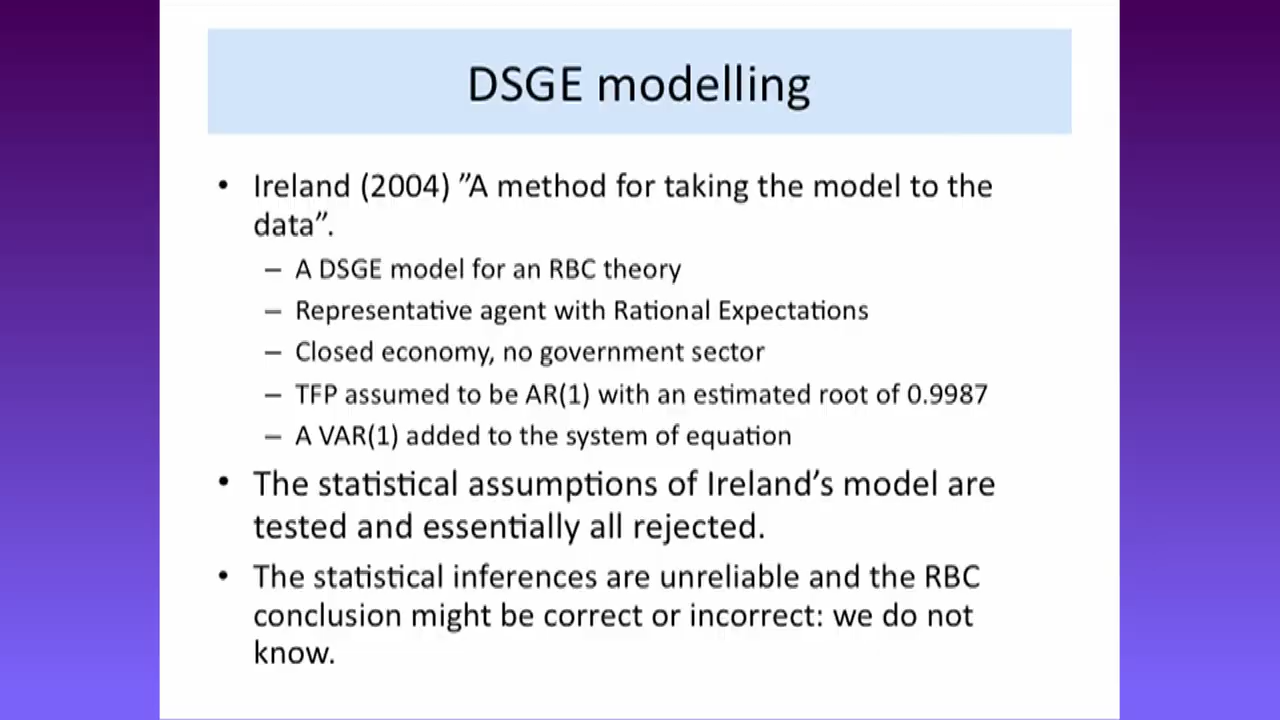 DSGE modelling
• Ireland (2004) ”A method for taking the model to the
data”.
– A DSGE model for an RBC theory
– Representative agent with Rational Expectations
– Closed economy, no government sector
– TFP assumed to be AR(1) with an estimated root of 0.9987
– A VAR(1) added to the system of equation
• The statistical assumptions of Ireland’s model are
tested and essentially all rejected.
• The statistical inferences are unreliable and the RBC
conclusion might be correct or incorrect: we do not
know.